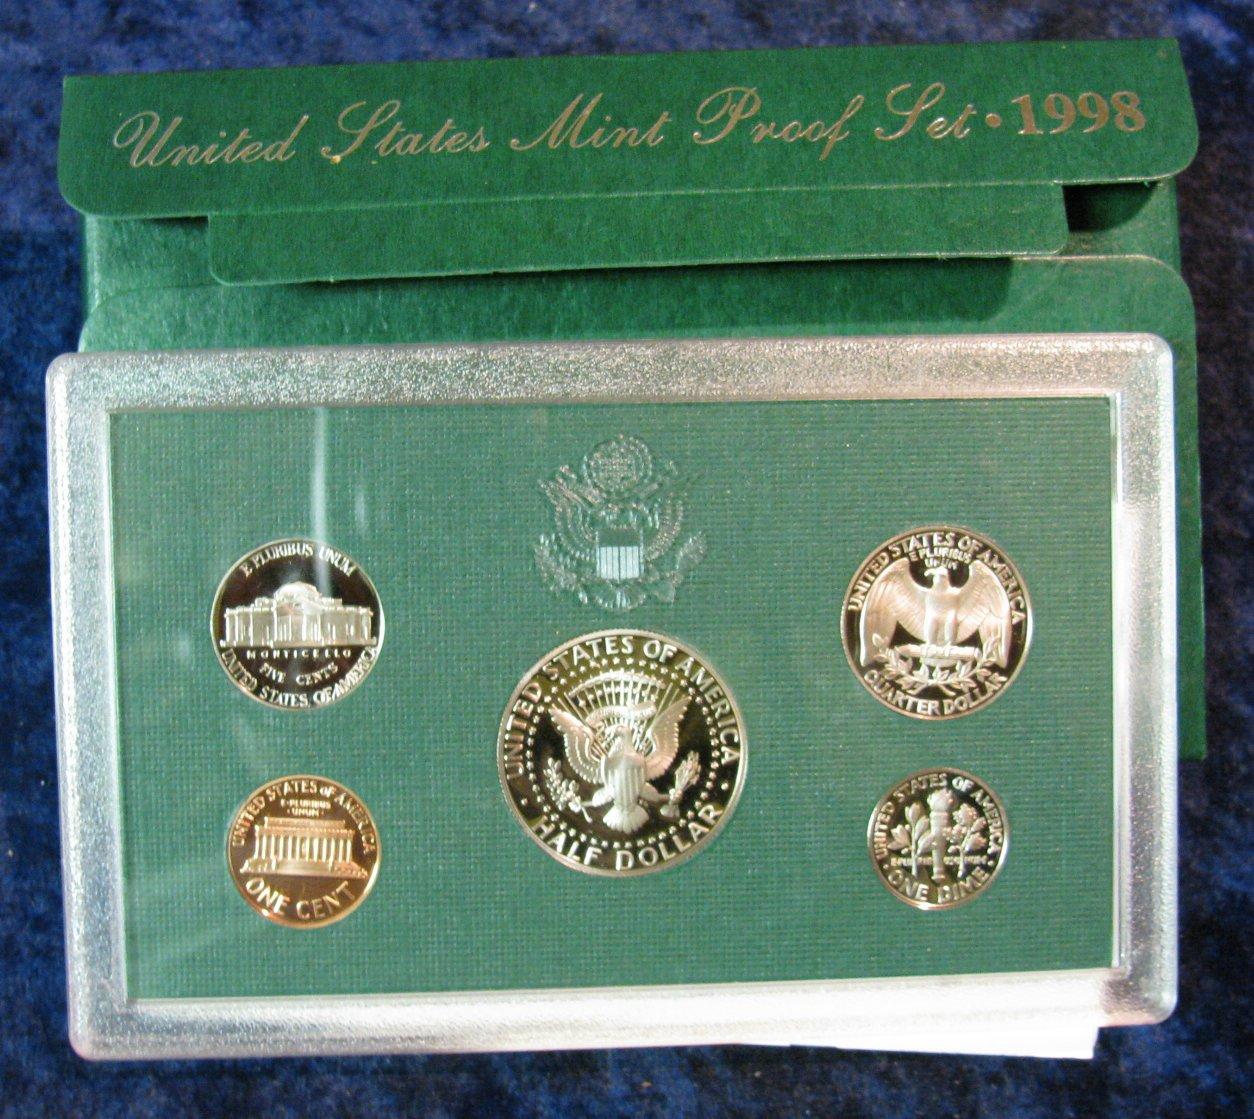 United States Mint Proof Set • 1998
E PLURIBUS UNUM
MONTICELLO
FIVE CENTS
UNITED STATES OF AMERICA
UNITED STATES OF AMERICA
E PLURIBUS
UNUM
QUARTER DOLLAR
UNITED STATES OF AMERICA
HALF DOLLAR
UNITED STATES OF AMERICA
E PLURIBUS
UNUM
ONE CENT
UNITED STATES OF AMERICA
ONE DIME